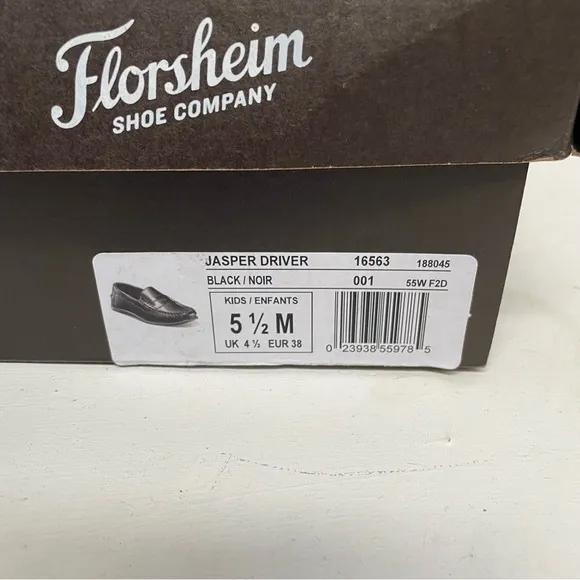 Florsheim
SHOE COMPANY
JASPER DRIVER 16563 188045
BLACK / NOIR 001 55W F2D
KIDS / ENFANTS
5 ½ M
UK 4 ½ EUR 38
0 23938 55978 5